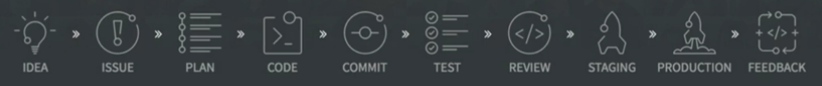 IDEA ISSUE PLAN CODE COMMIT TEST REVIEW STAGING PRODUCTION FEEDBACK